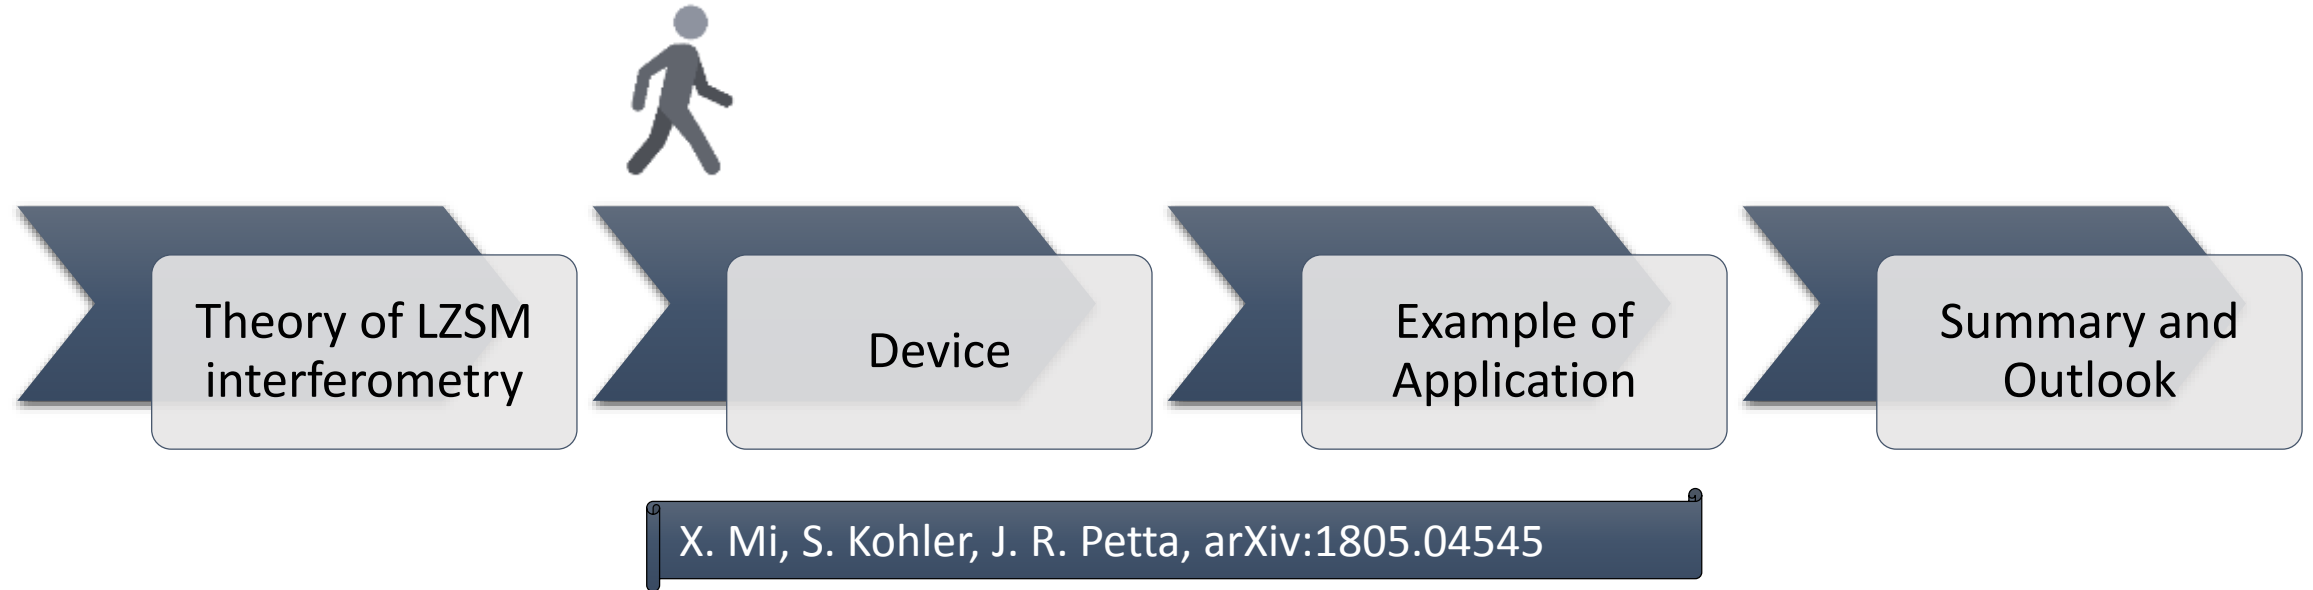 Theory of LZSM
interferometry
Device
Example of
Application
Summary and
Outlook
X. Mi, S. Kohler, J. R. Petta, arXiv:1805.04545